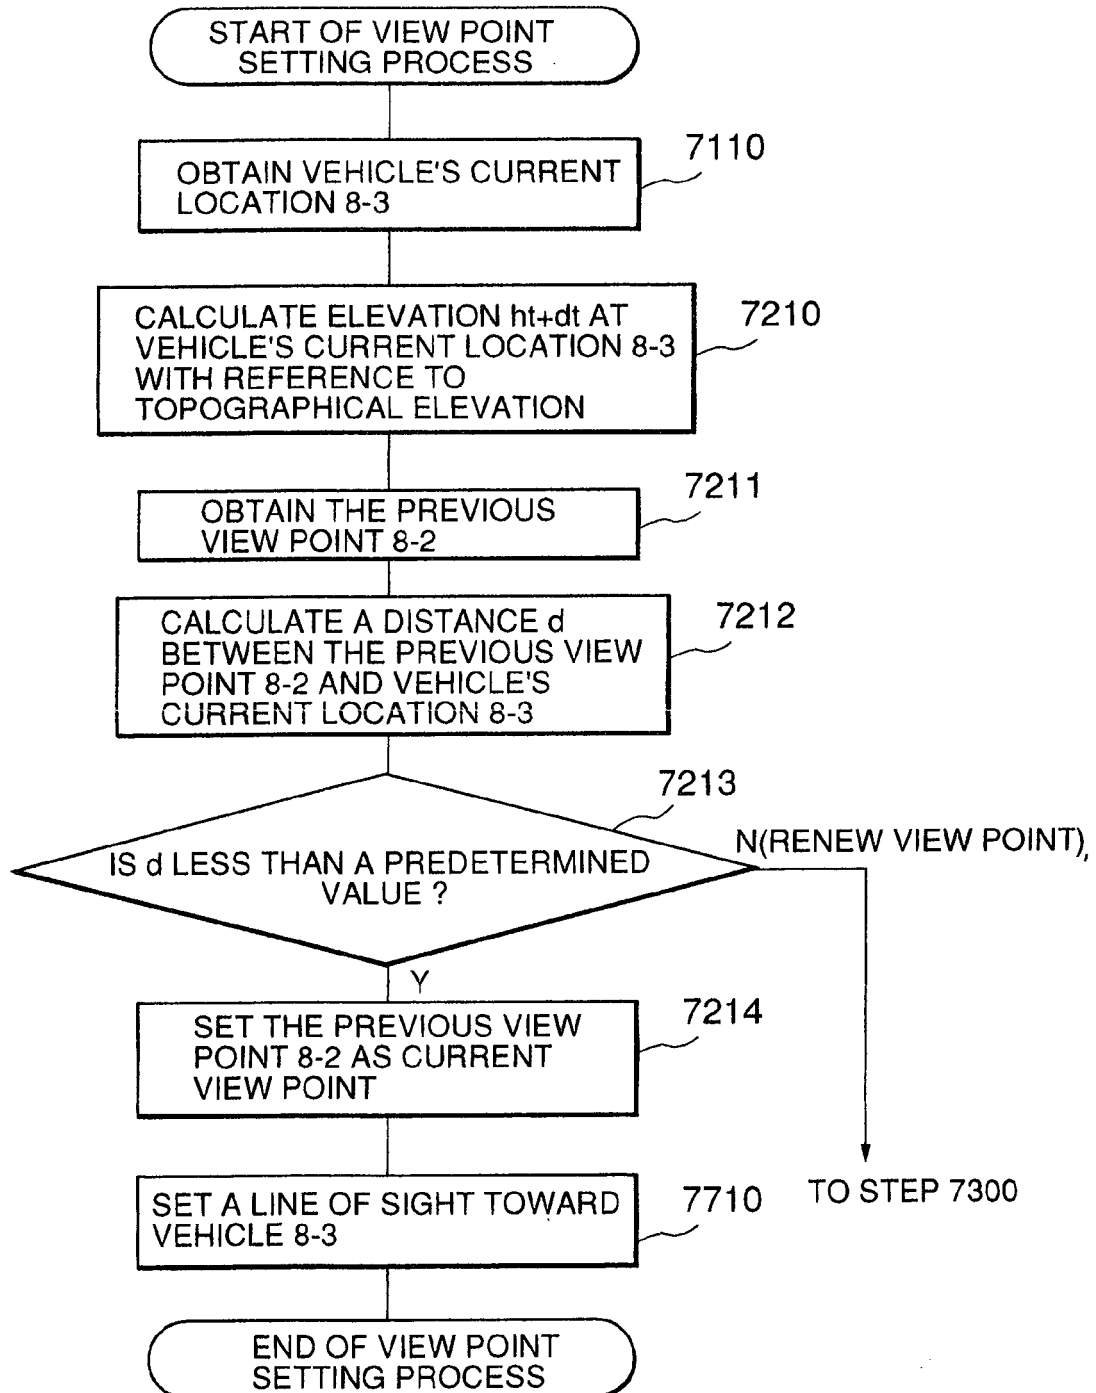 START OF VIEW POINT
SETTING PROCESS
7110
OBTAIN VEHICLE'S CURRENT
LOCATION 8-3
7210
CALCULATE ELEVATION ht+dt AT
VEHICLE'S CURRENT LOCATION 8-3
WITH REFERENCE TO
TOPOGRAPHICAL ELEVATION
7211
OBTAIN THE PREVIOUS
VIEW POINT 8-2
7212
CALCULATE A DISTANCE d
BETWEEN THE PREVIOUS VIEW
POINT 8-2 AND VEHICLE'S
CURRENT LOCATION 8-3
7213
N(RENEW VIEW POINT),
IS d LESS THAN A PREDETERMINED
VALUE ?
Y
7214
SET THE PREVIOUS VIEW
POINT 8-2 AS CURRENT
VIEW POINT
7710
SET A LINE OF SIGHT TOWARD
VEHICLE 8-3
TO STEP 7300
END OF VIEW POINT
SETTING PROCESS